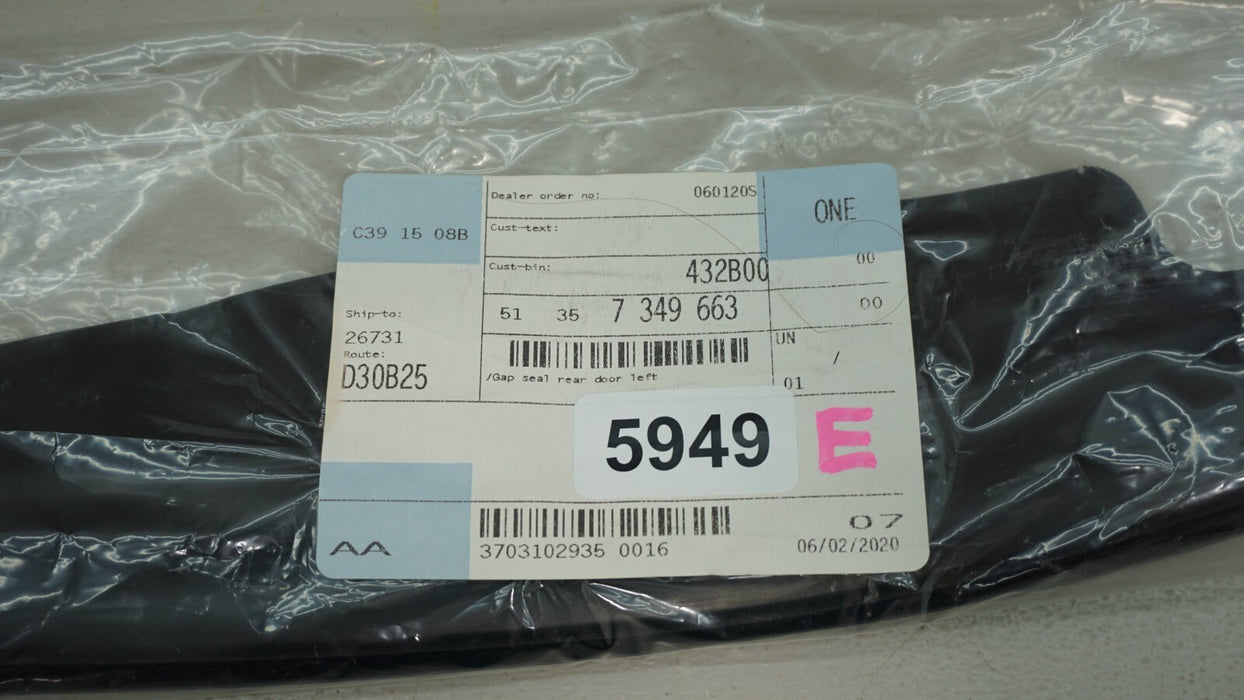 C39 15 08B
Dealer order no: 060120S
ONE
Cust-text:
Cust-bin: 432B00
00
51 35 7 349 663
00
Ship-to:
26731
Route:
D30B25
UN
/
01
/Gap seal rear door left
5949 E
AA
3703102935 0016
07
06/02/2020